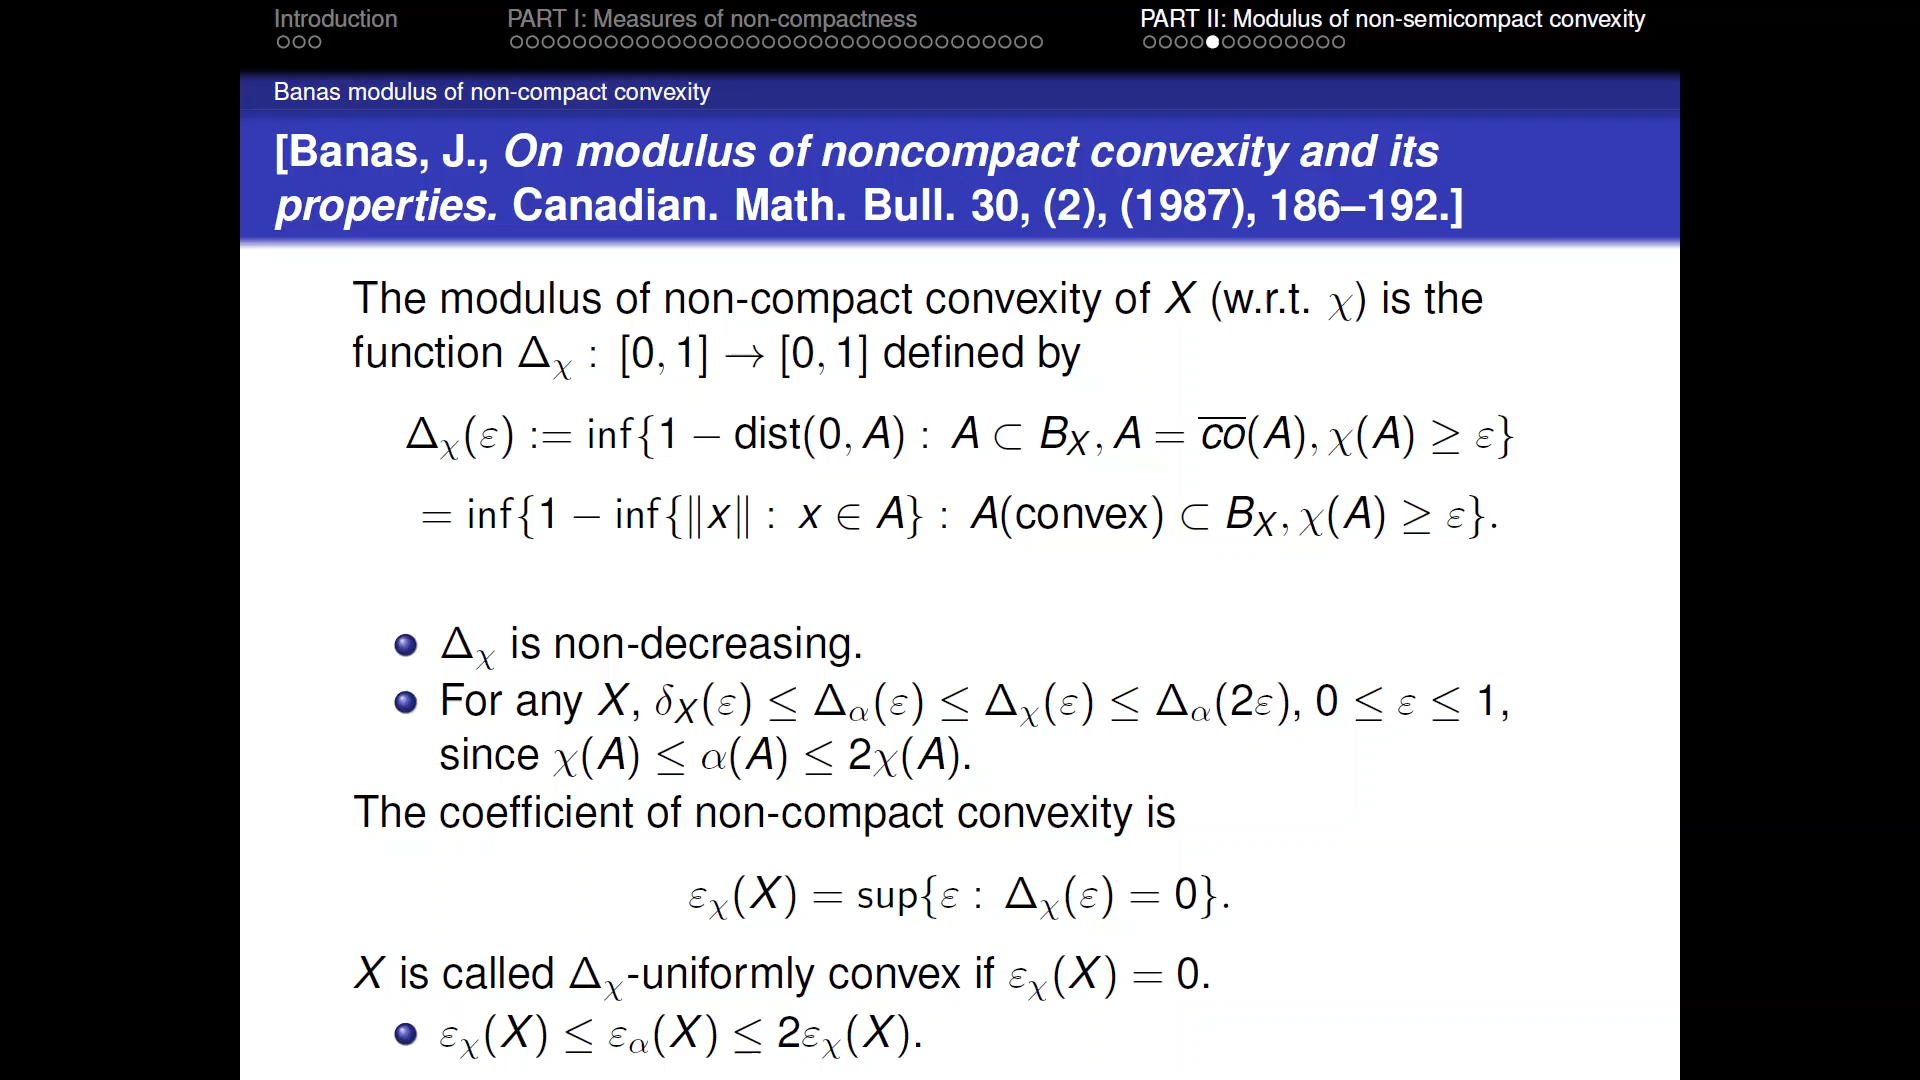 Introduction
PART I: Measures of non-compactness
PART II: Modulus of non-semicompact convexity
Banas modulus of non-compact convexity
[Banas, J., On modulus of noncompact convexity and its
properties. Canadian. Math. Bull. 30, (2), (1987), 186–192.]
The modulus of non-compact convexity of X (w.r.t. χ) is the
function Δ_χ : [0, 1] → [0, 1] defined by
Δ_χ(ε) := inf{1 − dist(0, A) : A ⊂ B_X, A = \overline{co}(A), χ(A) ≥ ε}
= inf{1 − inf{‖x‖ : x ∈ A} : A(convex) ⊂ B_X, χ(A) ≥ ε}.
Δ_χ is non-decreasing.
For any X, δ_X(ε) ≤ Δ_α(ε) ≤ Δ_χ(ε) ≤ Δ_α(2ε), 0 ≤ ε ≤ 1,
since χ(A) ≤ α(A) ≤ 2χ(A).
The coefficient of non-compact convexity is
ε_χ(X) = sup{ε : Δ_χ(ε) = 0}.
X is called Δ_χ-uniformly convex if ε_χ(X) = 0.
ε_χ(X) ≤ ε_α(X) ≤ 2ε_χ(X).